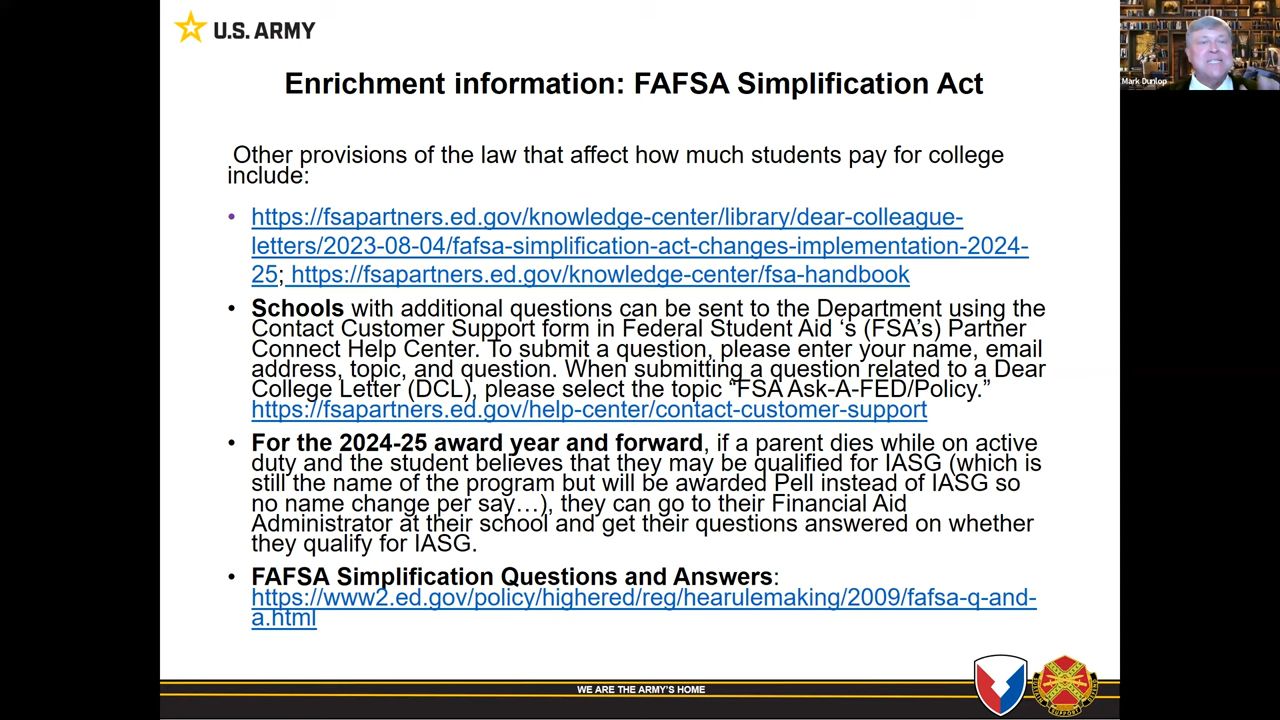 U.S. ARMY
Mark Dunlop
Enrichment information: FAFSA Simplification Act
Other provisions of the law that affect how much students pay for college
include:
• https://fsapartners.ed.gov/knowledge-center/library/dear-colleague-
letters/2023-08-04/fafsa-simplification-act-changes-implementation-2024-
25; https://fsapartners.ed.gov/knowledge-center/fsa-handbook
• Schools with additional questions can be sent to the Department using the
Contact Customer Support form in Federal Student Aid ‘s (FSA’s) Partner
Connect Help Center. To submit a question, please enter your name, email
address, topic, and question. When submitting a question related to a Dear
College Letter (DCL), please select the topic “FSA Ask-A-FED/Policy.”
https://fsapartners.ed.gov/help-center/contact-customer-support
• For the 2024-25 award year and forward, if a parent dies while on active
duty and the student believes that they may be qualified for IASG (which is
still the name of the program but will be awarded Pell instead of IASG so
no name change per say…), they can go to their Financial Aid
Administrator at their school and get their questions answered on whether
they qualify for IASG.
• FAFSA Simplification Questions and Answers:
https://www2.ed.gov/policy/highered/reg/hearulemaking/2009/fafsa-q-and-
a.html
WE ARE THE ARMY’S HOME